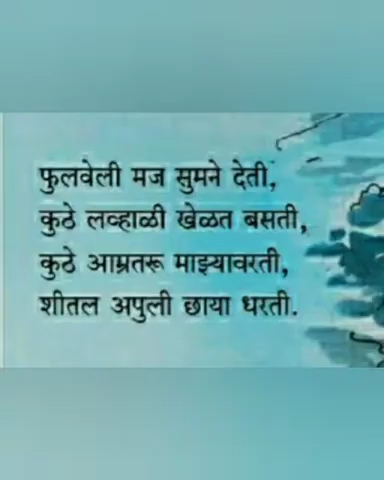 फुलवेली मज सुमने देती,
कुठे लव्हाळी खेळत बसती,
कुठे आम्रतरू माझ्यावरती,
शीतल अपुली छाया धरती.